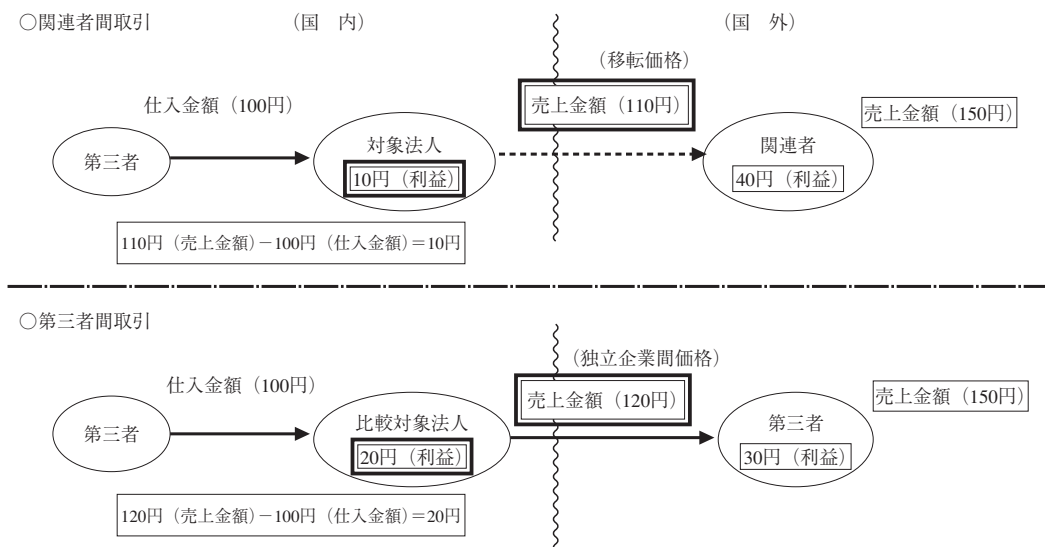 ○関連者間取引
（国　内）
（国　外）
（移転価格）
仕入金額（100円）
売上金額（110円）
売上金額（150円）
第三者
対象法人
10円（利益）
関連者
40円（利益）
110円（売上金額）－100円（仕入金額）＝10円
○第三者間取引
（独立企業間価格）
仕入金額（100円）
売上金額（120円）
売上金額（150円）
第三者
比較対象法人
20円（利益）
第三者
30円（利益）
120円（売上金額）－100円（仕入金額）＝20円